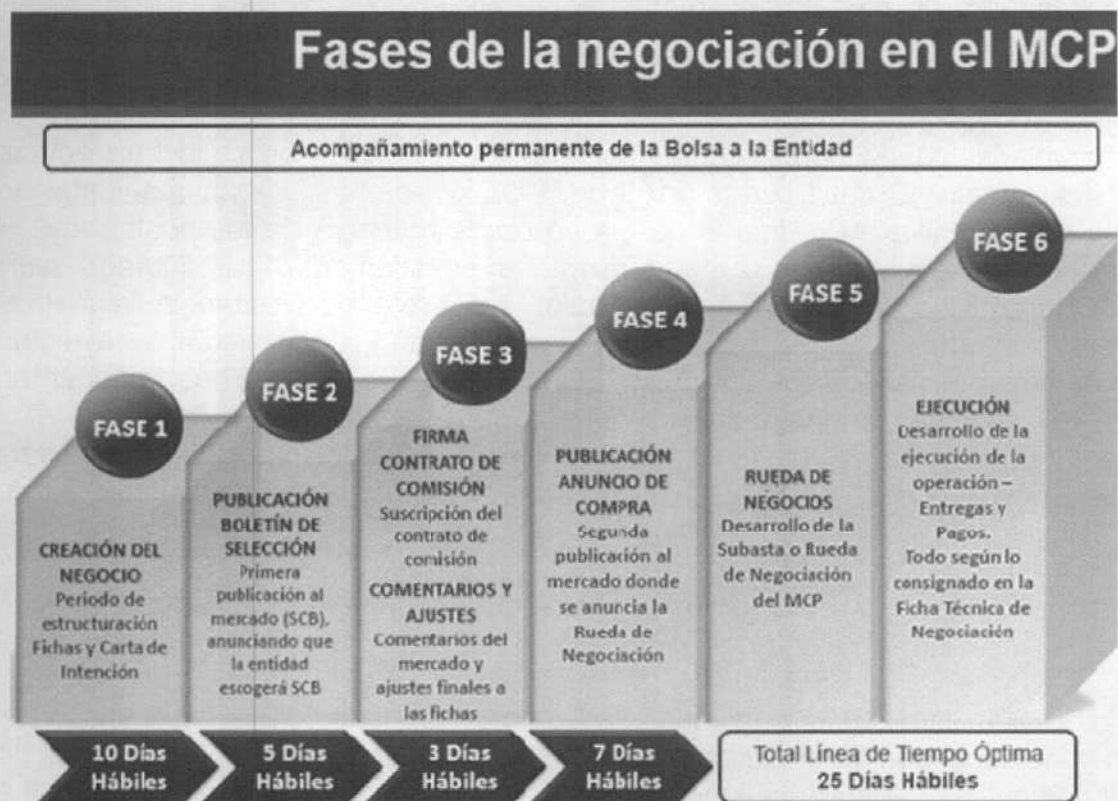 Fases de la negociación en el MCP
Acompañamiento permanente de la Bolsa a la Entidad
FASE 1
CREACIÓN DEL
NEGOCIO
Periodo de
estructuración
Fichas y Carta de
Intención
FASE 2
PUBLICACIÓN
BOLETÍN DE
SELECCIÓN
Primera
publicación al
mercado (SCB),
anunciando que
la entidad
escogerá SCB
FASE 3
FIRMA
CONTRATO DE
COMISIÓN
Suscripción del
contrato de
comisión
COMENTARIOS Y
AJUSTES
Comentarios del
mercado y
ajustes finales a
las fichas
FASE 4
PUBLICACIÓN
ANUNCIO DE
COMPRA
Segunda
publicación al
mercado donde
se anuncia la
Rueda de
Negociación
FASE 5
RUEDA DE
NEGOCIOS
Desarrollo de la
Subasta o Rueda
de Negociación
del MCP
FASE 6
EJECUCIÓN
Desarrollo de la
ejecución de la
operación –
Entregas y
Pagos.
Todo según lo
consignado en la
Ficha Técnica de
Negociación
10 Días
Hábiles
5 Días
Hábiles
3 Días
Hábiles
7 Días
Hábiles
Total Línea de Tiempo Óptima
25 Días Hábiles